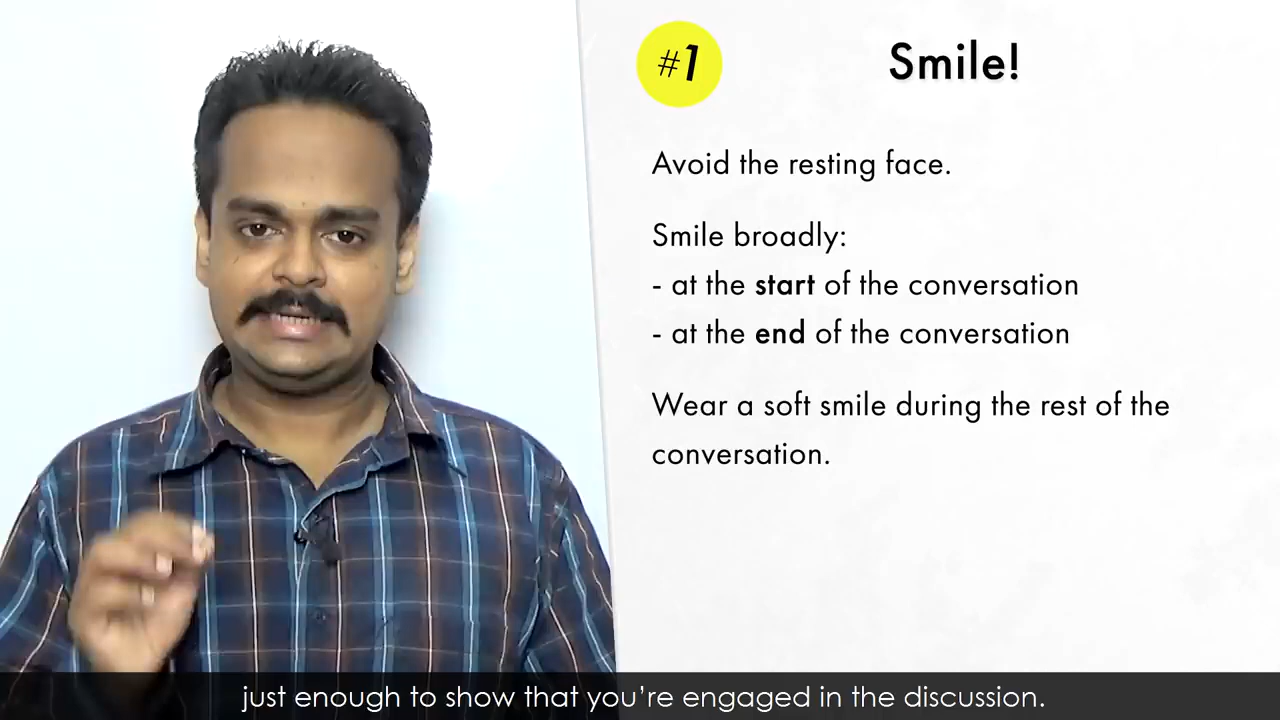 #1
Smile!
Avoid the resting face.
Smile broadly:
- at the start of the conversation
- at the end of the conversation
Wear a soft smile during the rest of the
conversation.
just enough to show that you’re engaged in the discussion.